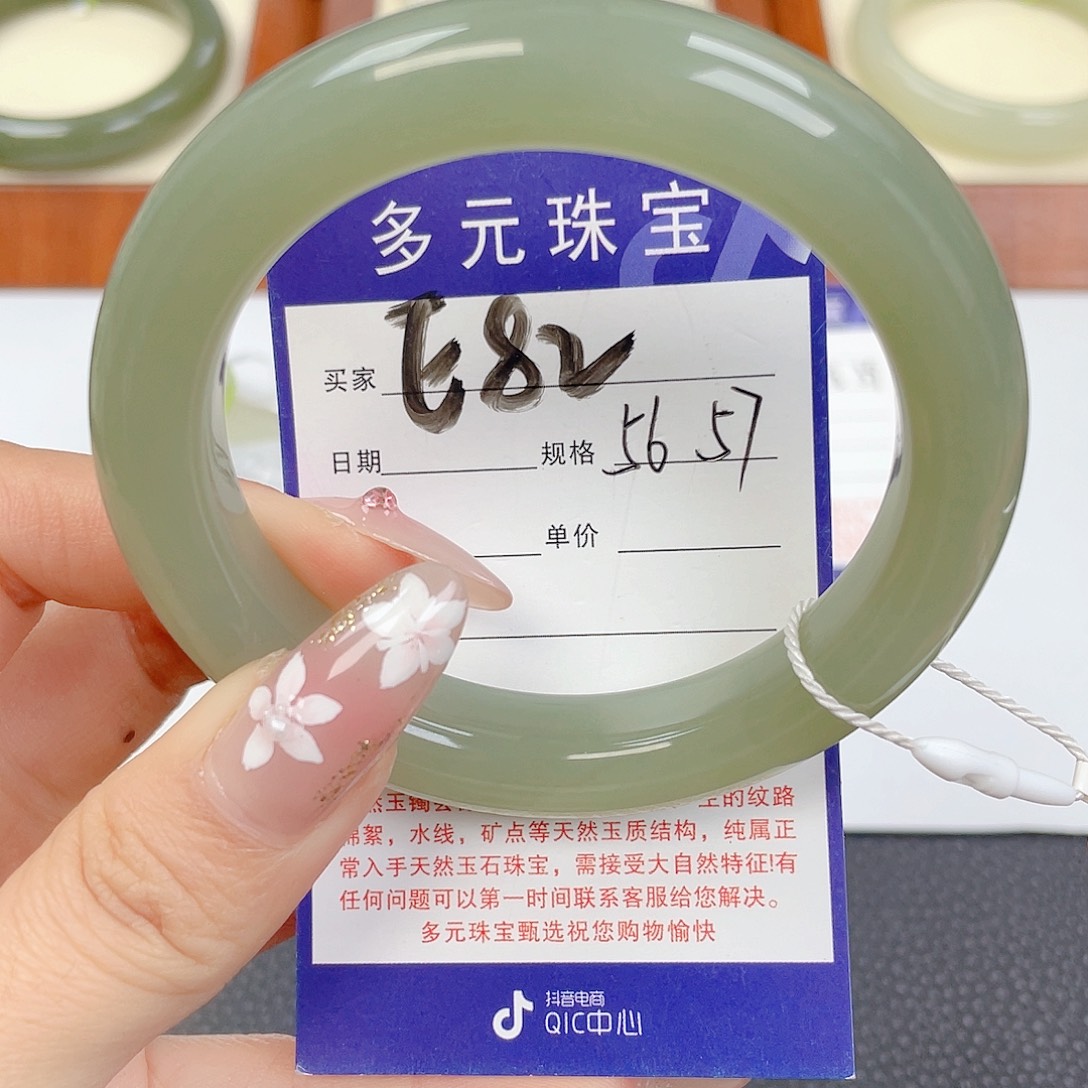 多元珠宝
买家 E82
日期 规格 56 57
单价
然玉镯
生的纹路
棉絮，水线，矿点等天然玉质结构，纯属正
常入手天然玉石珠宝，需接受大自然特征!有
任何问题可以第一时间联系客服给您解决。
多元珠宝甄选祝您购物愉快
抖音电商
QIC中心